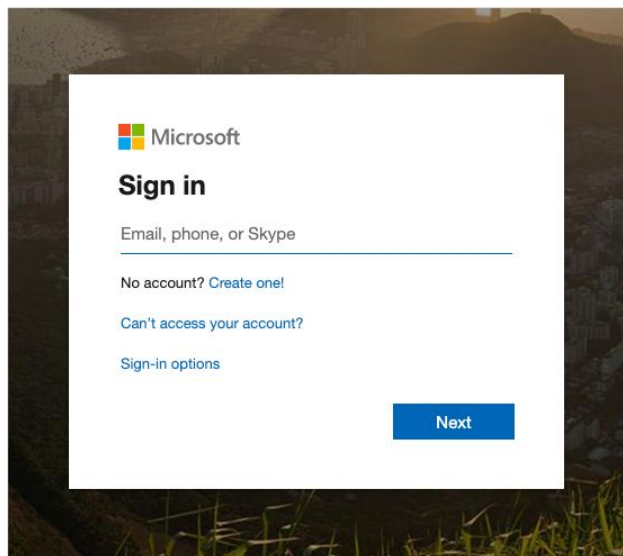 Microsoft
Sign in
Email, phone, or Skype
No account? Create one!
Can't access your account?
Sign-in options
Next